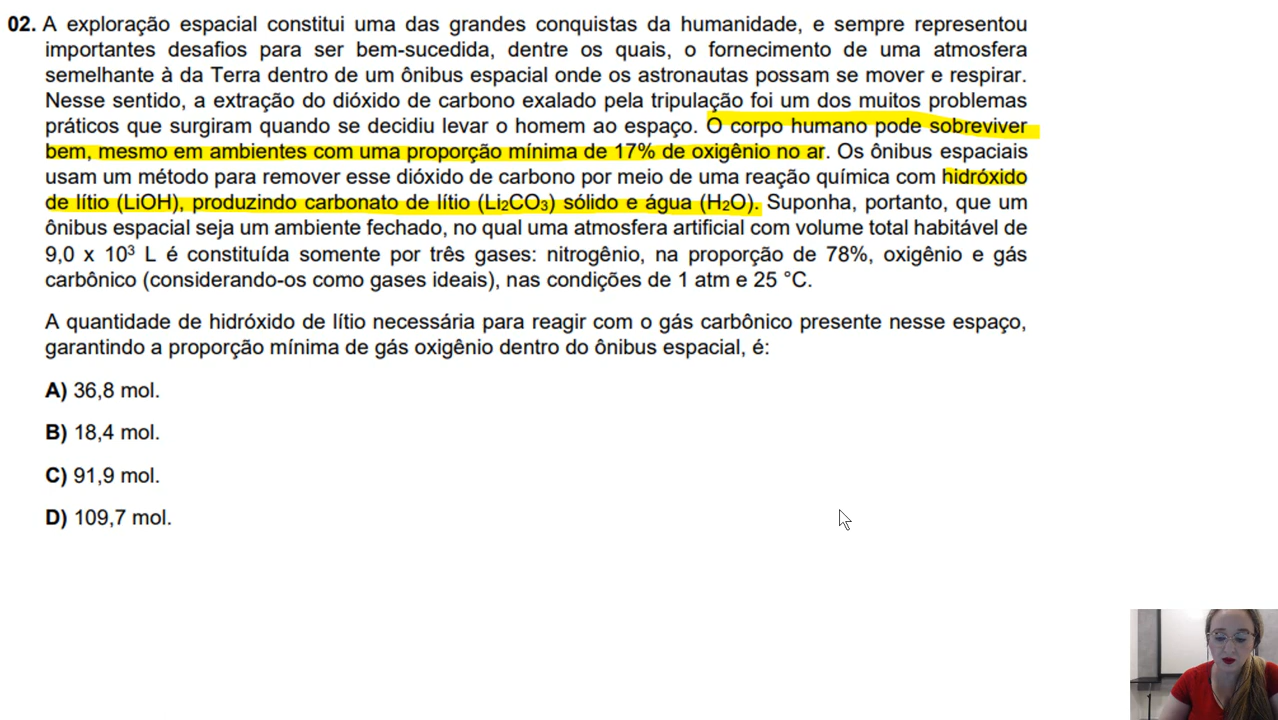 02. A exploração espacial constitui uma das grandes conquistas da humanidade, e sempre representou
importantes desafios para ser bem-sucedida, dentre os quais, o fornecimento de uma atmosfera
semelhante à da Terra dentro de um ônibus espacial onde os astronautas possam se mover e respirar.
Nesse sentido, a extração do dióxido de carbono exalado pela tripulação foi um dos muitos problemas
práticos que surgiram quando se decidiu levar o homem ao espaço. O corpo humano pode sobreviver
bem, mesmo em ambientes com uma proporção mínima de 17% de oxigênio no ar. Os ônibus espaciais
usam um método para remover esse dióxido de carbono por meio de uma reação química com hidróxido
de lítio (LiOH), produzindo carbonato de lítio (Li₂CO₃) sólido e água (H₂O). Suponha, portanto, que um
ônibus espacial seja um ambiente fechado, no qual uma atmosfera artificial com volume total habitável de
9,0 x 10³ L é constituída somente por três gases: nitrogênio, na proporção de 78%, oxigênio e gás
carbônico (considerando-os como gases ideais), nas condições de 1 atm e 25 °C.
A quantidade de hidróxido de lítio necessária para reagir com o gás carbônico presente nesse espaço,
garantindo a proporção mínima de gás oxigênio dentro do ônibus espacial, é:
A) 36,8 mol.
B) 18,4 mol.
C) 91,9 mol.
D) 109,7 mol.